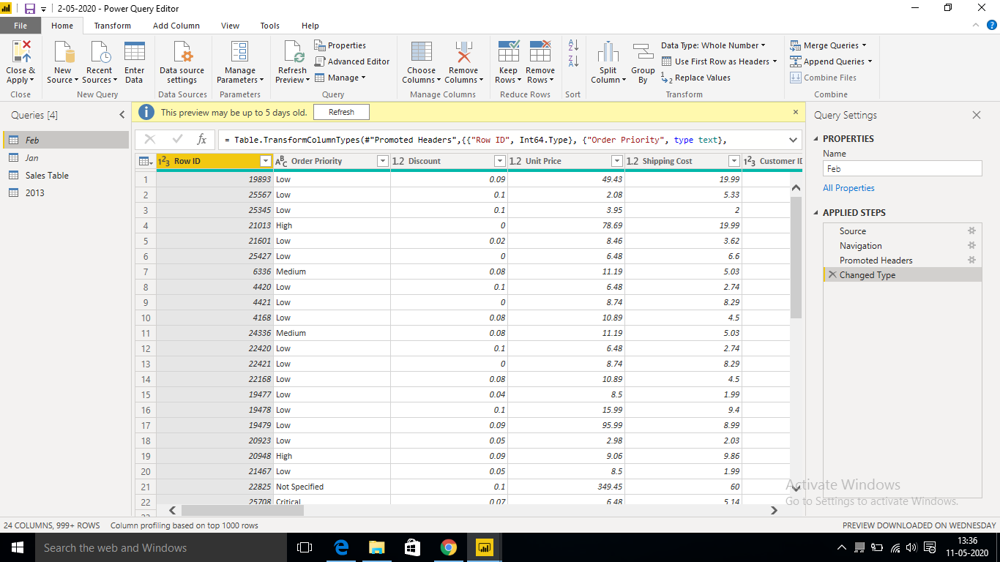 2-05-2020 - Power Query Editor
File Home Transform Add Column View Tools Help
Close & Apply
New Source
Recent Sources
Enter Data
Data source settings
Manage Parameters
Refresh Preview
Properties
Advanced Editor
Manage
Choose Columns
Remove Columns
Keep Rows
Remove Rows
Split Column
Group By
Data Type: Whole Number
Use First Row as Headers
Replace Values
Merge Queries
Append Queries
Combine Files
Close New Query Data Sources Parameters Query Manage Columns Reduce Rows Sort Transform Combine
Queries [4]
Feb
Jan
Sales Table
2013
This preview may be up to 5 days old. Refresh
= Table.TransformColumnTypes(#"Promoted Headers",{{"Row ID", Int64.Type}, {"Order Priority", type text},
Row ID Order Priority 1.2 Discount 1.2 Unit Price 1.2 Shipping Cost Customer ID
1 19893 Low 0.09 49.43 19.99
2 25567 Low 0.1 2.08 5.33
3 25345 Low 0.1 3.95 2
4 21013 High 0 78.69 19.99
5 21601 Low 0.02 8.46 3.62
6 25427 Low 0 6.48 6.6
7 6336 Medium 0.08 11.19 5.03
8 4420 Low 0.1 6.48 2.74
9 4421 Low 0 8.74 8.29
10 4168 Low 0.08 10.89 4.5
11 24336 Medium 0.08 11.19 5.03
12 22420 Low 0.1 6.48 2.74
13 22421 Low 0 8.74 8.29
14 22168 Low 0.08 10.89 4.5
15 19477 Low 0.04 8.5 1.99
16 19478 Low 0.1 15.99 9.4
17 19479 Low 0.09 95.99 8.99
18 20923 Low 0.05 2.98 2.03
19 20948 High 0.09 9.06 9.86
20 21467 Low 0.05 8.5 1.99
21 22825 Not Specified 0.1 349.45 60
22 25708 Critical 0.07 6.48 5.14
Query Settings
PROPERTIES
Name
Feb
All Properties
APPLIED STEPS
Source
Navigation
Promoted Headers
Changed Type
Activate Windows
Go to Settings to activate Windows.
24 COLUMNS, 999+ ROWS Column profiling based on top 1000 rows
PREVIEW DOWNLOADED ON WEDNESDAY
Search the web and Windows
13:36
11-05-2020